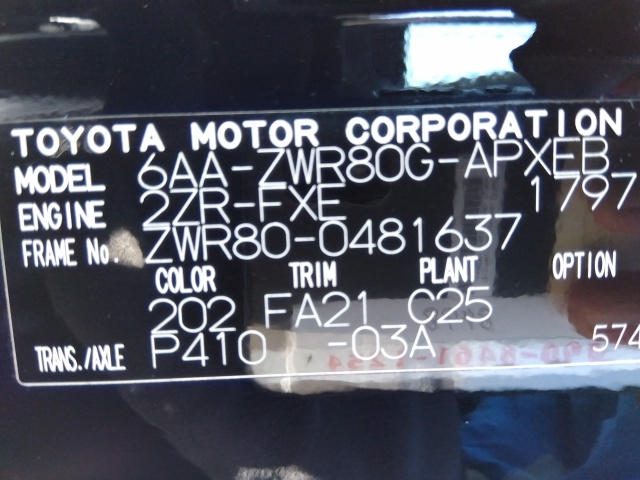 TOYOTA MOTOR CORPORATION
MODEL 6AA-ZWR80G-APXEB
ENGINE 2ZR-FXE 1797
FRAME No. ZWR80-0481637
COLOR TRIM PLANT OPTION
202 FA21 C25
TRANS./AXLE P410 -03A 574